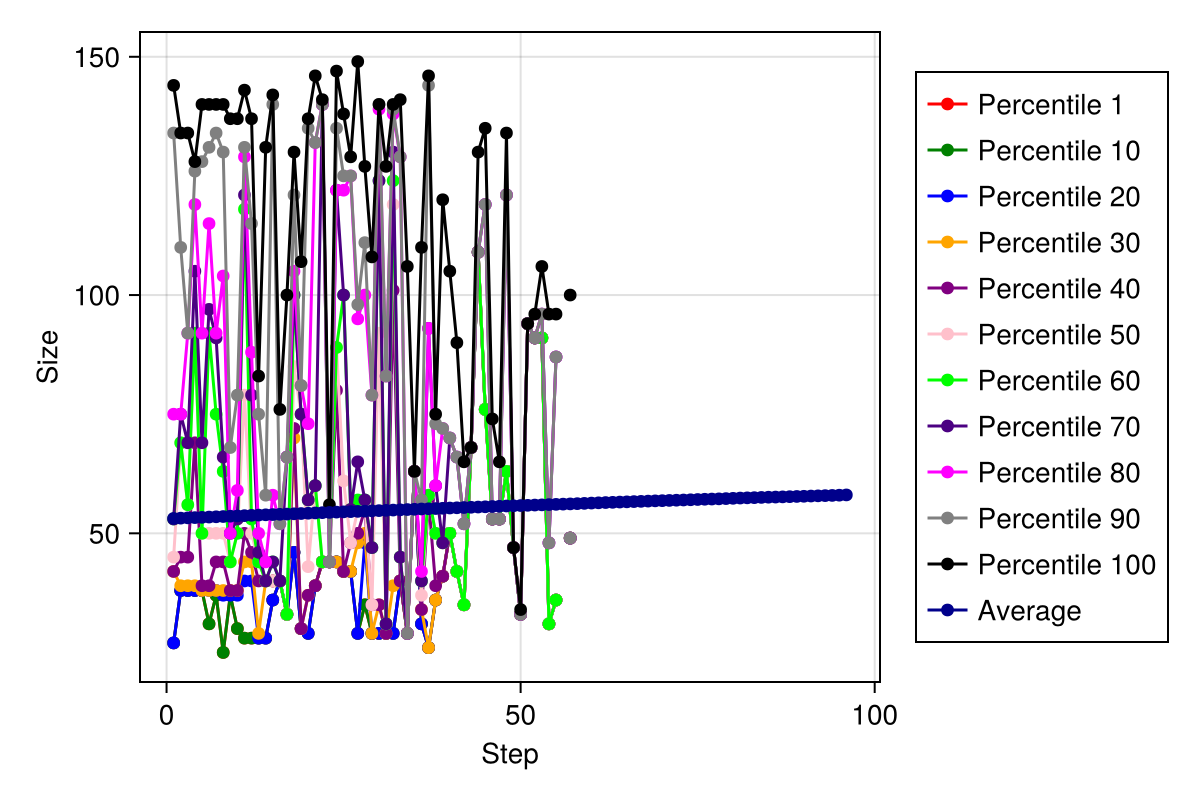 150
100
50
Size
0
50
100
Step
Percentile 1
Percentile 10
Percentile 20
Percentile 30
Percentile 40
Percentile 50
Percentile 60
Percentile 70
Percentile 80
Percentile 90
Percentile 100
Average